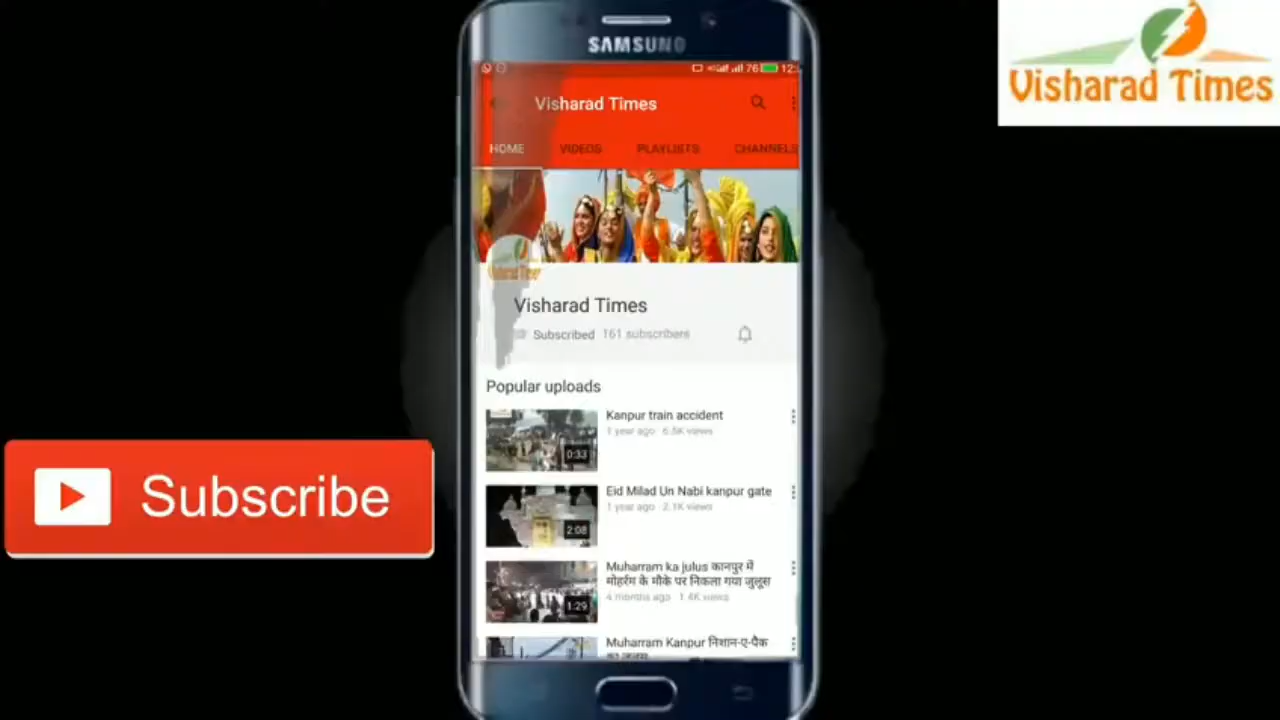 SAMSUNG
Visharad Times
76
Visharad Times
HOME VIDEOS PLAYLISTS CHANNELS
Visharad Times
Subscribed 161 subscribers
Popular uploads
Kanpur train accident
1 year ago · 6.5K views
0:33
Eid Milad Un Nabi kanpur gate
1 year ago · 2.1K views
2:08
Muharram ka julus कानपुर में
मोहर्रम के मौके पर निकला गया जुलूस
4 months ago · 1.4K views
1:29
Muharram Kanpur निशान-ए-पैक
का जुलूस
Subscribe